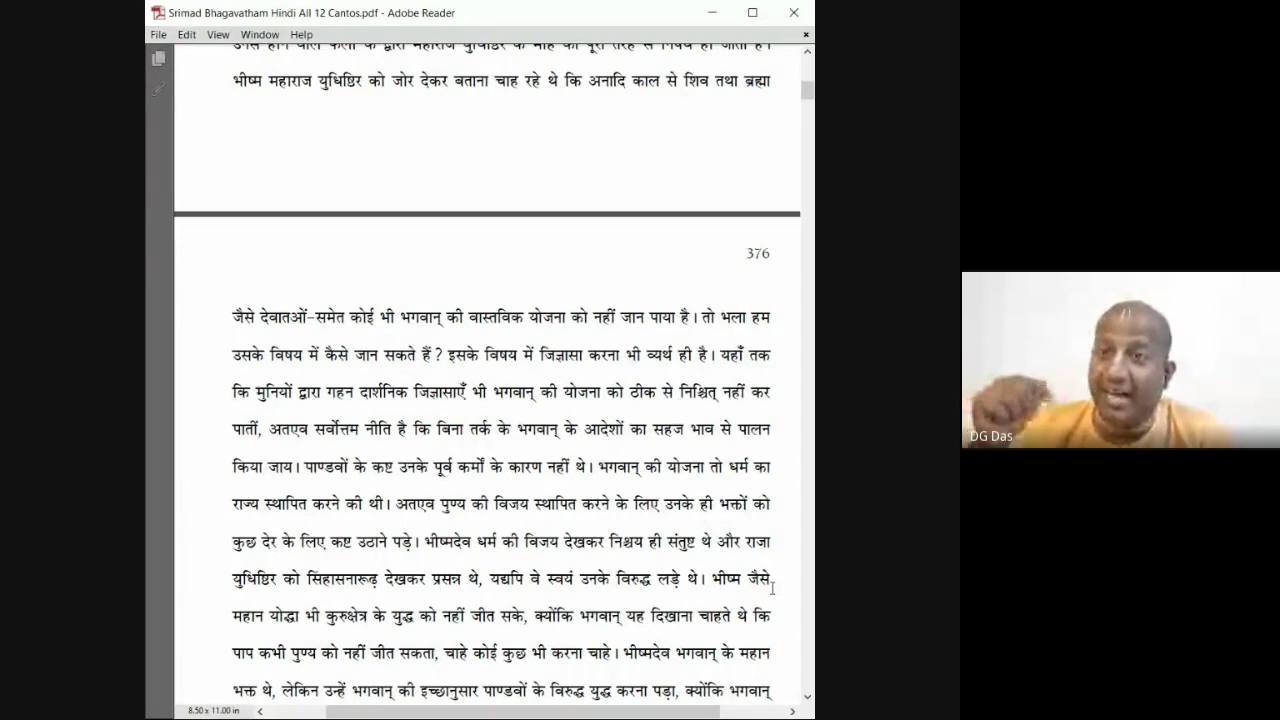 Srimad Bhagavatham Hindi All 12 Cantos.pdf - Adobe Reader
File Edit View Window Help
उनसे होने वाले फलों के द्वारा महाराज युधिष्ठिर के मोह का पूरी तरह से निषेध हो जाता है।
भीष्म महाराज युधिष्ठिर को जोर देकर बताना चाह रहे थे कि अनादि काल से शिव तथा ब्रह्मा
376
जैसे देवातओं-समेत कोई भी भगवान् की वास्तविक योजना को नहीं जान पाया है। तो भला हम
उसके विषय में कैसे जान सकते हैं? इसके विषय में जिज्ञासा करना भी व्यर्थ ही है। यहाँ तक
कि मुनियों द्वारा गहन दार्शनिक जिज्ञासाएँ भी भगवान् की योजना को ठीक से निश्चित् नहीं कर
पातीं, अतएव सर्वोत्तम नीति है कि बिना तर्क के भगवान् के आदेशों का सहज भाव से पालन
किया जाय। पाण्डवों के कष्ट उनके पूर्व कर्मों के कारण नहीं थे। भगवान् की योजना तो धर्म का
राज्य स्थापित करने की थी। अतएव पुण्य की विजय स्थापित करने के लिए उनके ही भक्तों को
कुछ देर के लिए कष्ट उठाने पड़े। भीष्मदेव धर्म की विजय देखकर निश्चय ही संतुष्ट थे और राजा
युधिष्ठिर को सिंहासनारूढ़ देखकर प्रसन्न थे, यद्यपि वे स्वयं उनके विरुद्ध लड़े थे। भीष्म जैसे
महान योद्धा भी कुरुक्षेत्र के युद्ध को नहीं जीत सके, क्योंकि भगवान् यह दिखाना चाहते थे कि
पाप कभी पुण्य को नहीं जीत सकता, चाहे कोई कुछ भी करना चाहे। भीष्मदेव भगवान् के महान
भक्त थे, लेकिन उन्हें भगवान् की इच्छानुसार पाण्डवों के विरुद्ध युद्ध करना पड़ा, क्योंकि भगवान्
8.50 x 11.00 in
DG Das